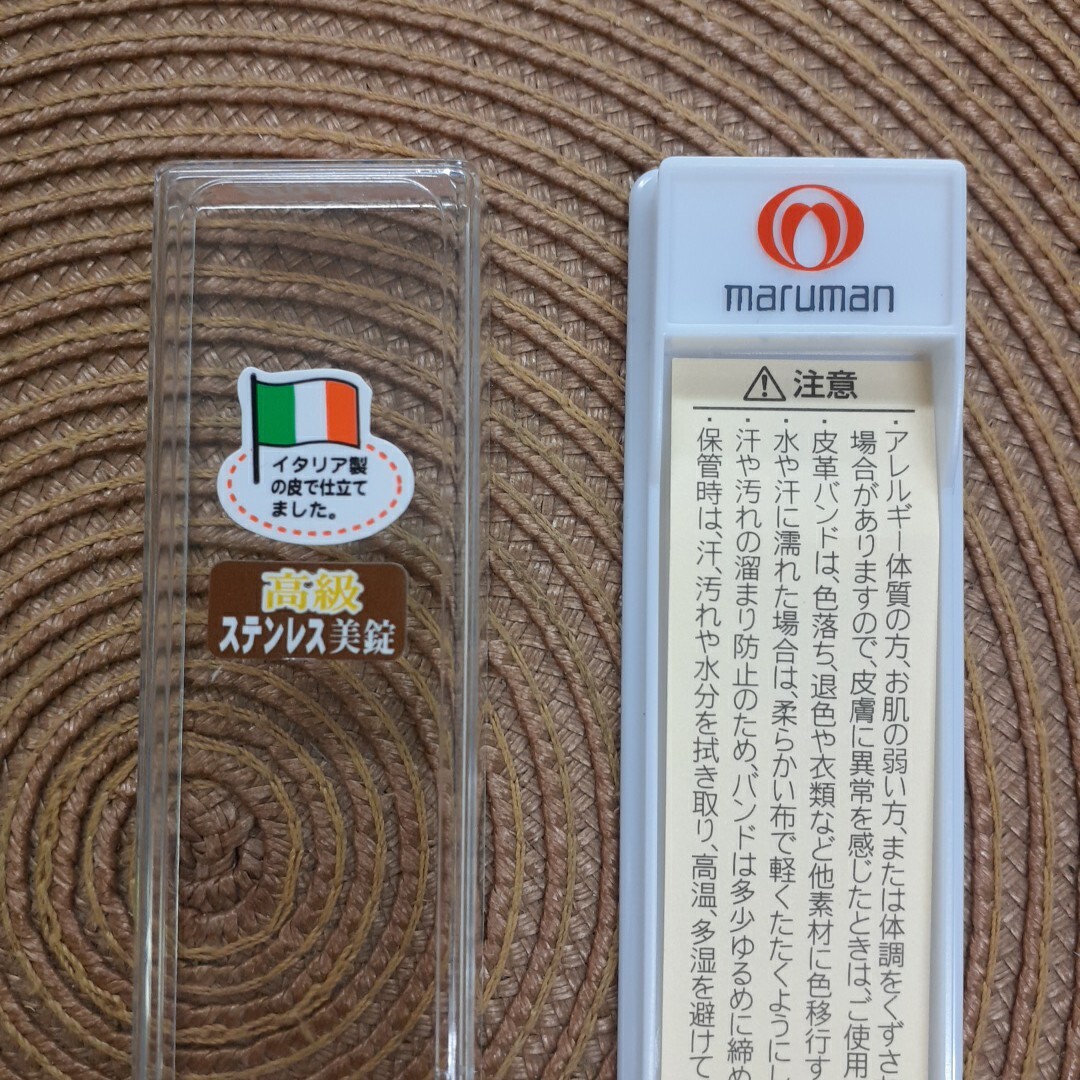 イタリア製
の皮で仕立て
ました。
高級
ステンレス美錠
maruman
注意
・アレルギー体質の方、お肌の弱い方、または体調をくずさ
場合がありますので、皮膚に異常を感じたときは、ご使用
・皮革バンドは、色落ち、退色や衣類など他素材に色移行す
・水や汗に濡れた場合は、柔らかい布で軽くたたくようにし
・汗や汚れの溜まり防止のため、バンドは多少ゆるめに締め
・保管時は、汗、汚れや水分を拭き取り、高温、多湿を避けて